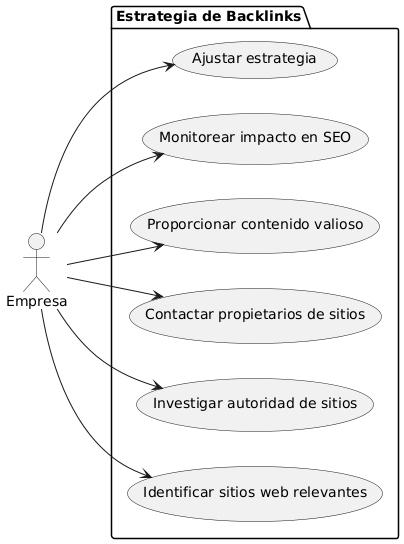 Estrategia de Backlinks
Ajustar estrategia
Monitorear impacto en SEO
Proporcionar contenido valioso
Empresa
Contactar propietarios de sitios
Investigar autoridad de sitios
Identificar sitios web relevantes